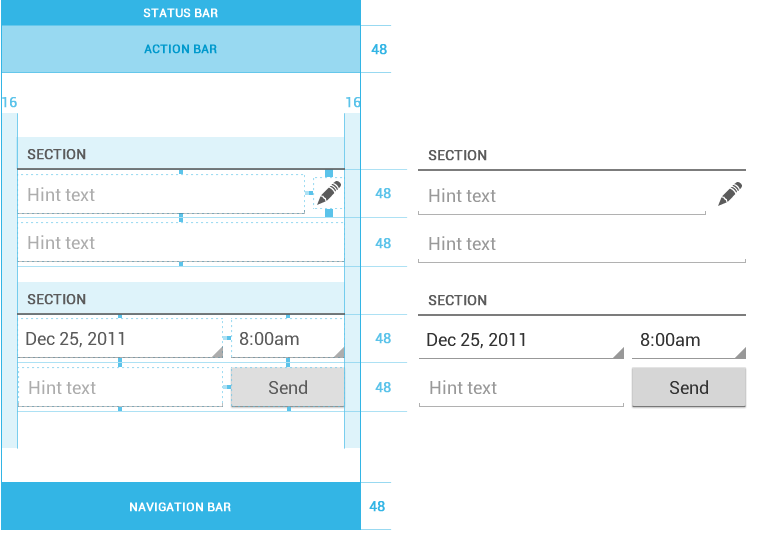 STATUS BAR
ACTION BAR
48
16
16
SECTION
SECTION
Hint text
48
Hint text
Hint text
48
Hint text
SECTION
SECTION
Dec 25, 2011
8:00am
48
Dec 25, 2011
8:00am
Hint text
Send
48
Hint text
Send
NAVIGATION BAR
48